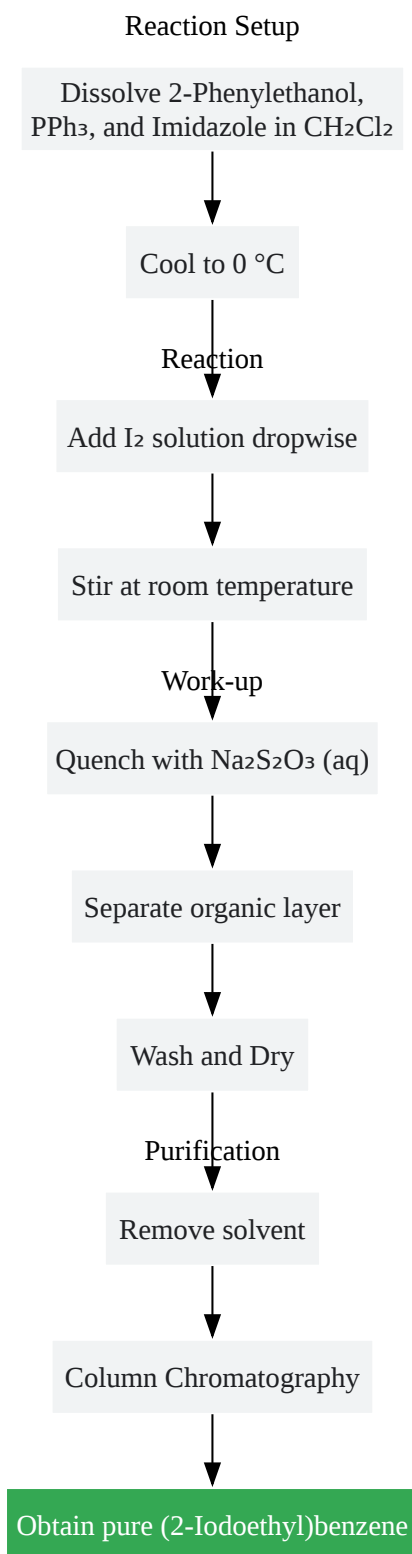 Reaction Setup
Dissolve 2-Phenylethanol,
PPh₃, and Imidazole in CH₂Cl₂
Cool to 0 °C
Reaction
Add I₂ solution dropwise
Stir at room temperature
Work-up
Quench with Na₂S₂O₃ (aq)
Separate organic layer
Wash and Dry
Purification
Remove solvent
Column Chromatography
Obtain pure (2-Iodoethyl)benzene